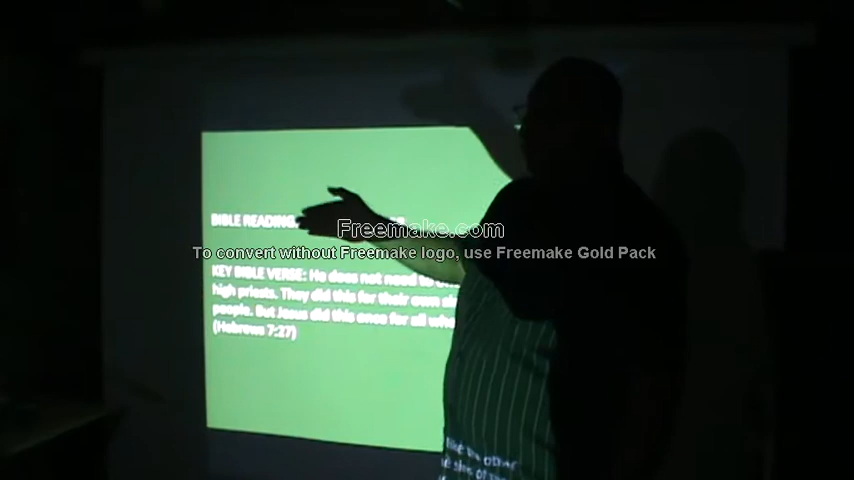 BIBLE READING:
Freemake.com
To convert without Freemake logo, use Freemake Gold Pack
KEY BIBLE VERSE: He does not need to
high priests. They did this for their own
people. But Jesus did this once for all
(Hebrews 7:27)
the other